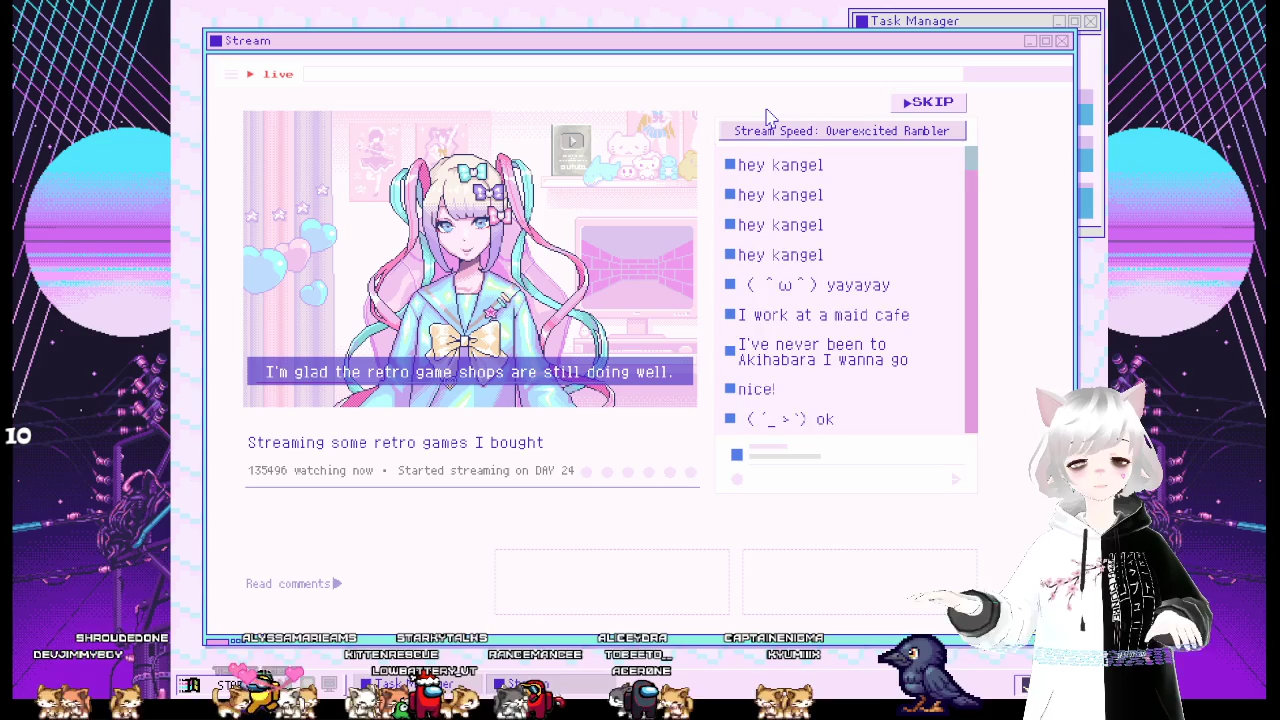 Task Manager
Stream
live
▶SKIP
Stream Speed: Overexcited Rambler
hey kangel
hey kangel
hey kangel
hey kangel
( ´ω`) yayayay
I work at a maid cafe
I've never been to
Akihabara I wanna go
nice!
(´_>`) ok
I'm glad the retro game shops are still doing well.
10
Streaming some retro games I bought
135496 watching now • Started streaming on DAY 24
Read comments▶
SHROUDEDONE
ALYSSAMARIEAMS
STARKYTALKS
ALICEYDRA
CAPTAINENIGMA
DEVJIMMYBOY
KITTENRESCUE
RANCEMANCEE
TOBEETO_
KYUMIIIX
ACERONE